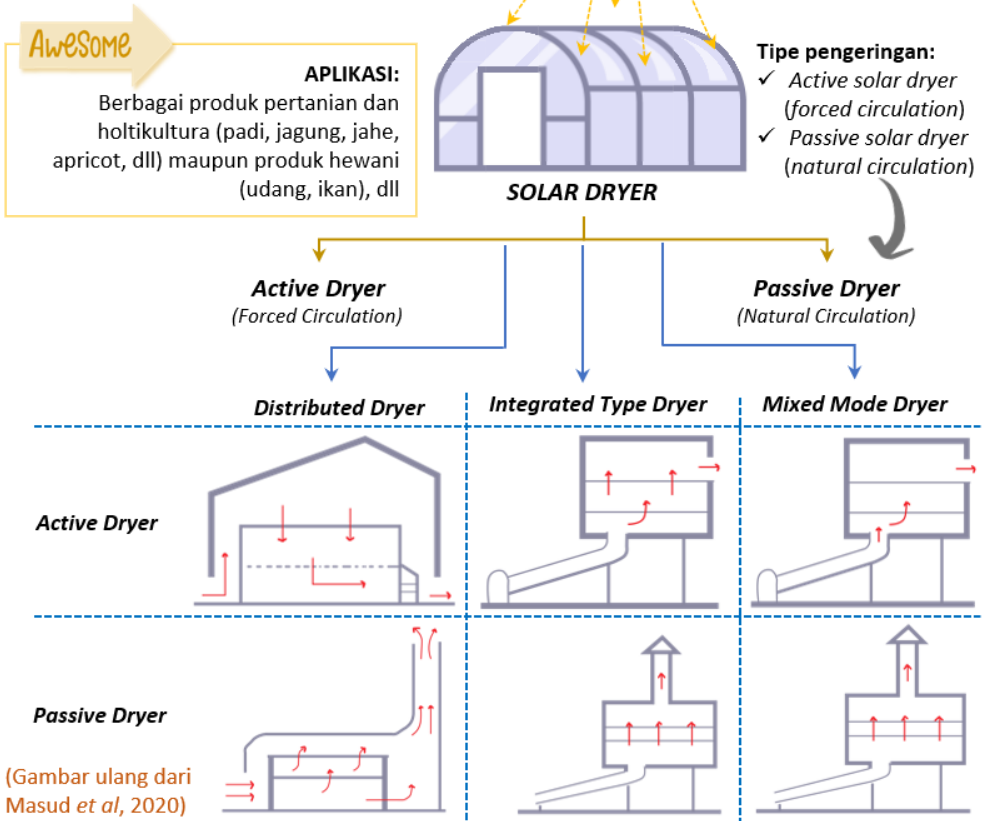 Awesome
APLIKASI:
Berbagai produk pertanian dan
holtikultura (padi, jagung, jahe,
apricot, dll) maupun produk hewani
(udang, ikan), dll
Tipe pengeringan:
✓ Active solar dryer
(forced circulation)
✓ Passive solar dryer
(natural circulation)
SOLAR DRYER
Active Dryer
(Forced Circulation)
Passive Dryer
(Natural Circulation)
Distributed Dryer
Integrated Type Dryer
Mixed Mode Dryer
Active Dryer
Passive Dryer
(Gambar ulang dari
Masud et al, 2020)